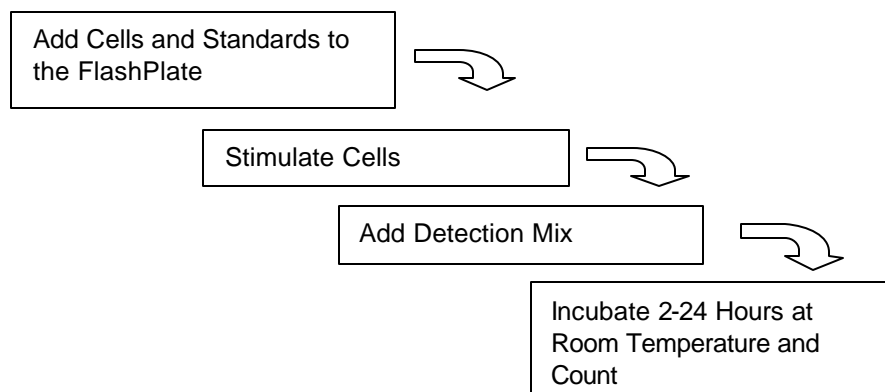 Add Cells and Standards to
the FlashPlate
Stimulate Cells
Add Detection Mix
Incubate 2-24 Hours at
Room Temperature and
Count